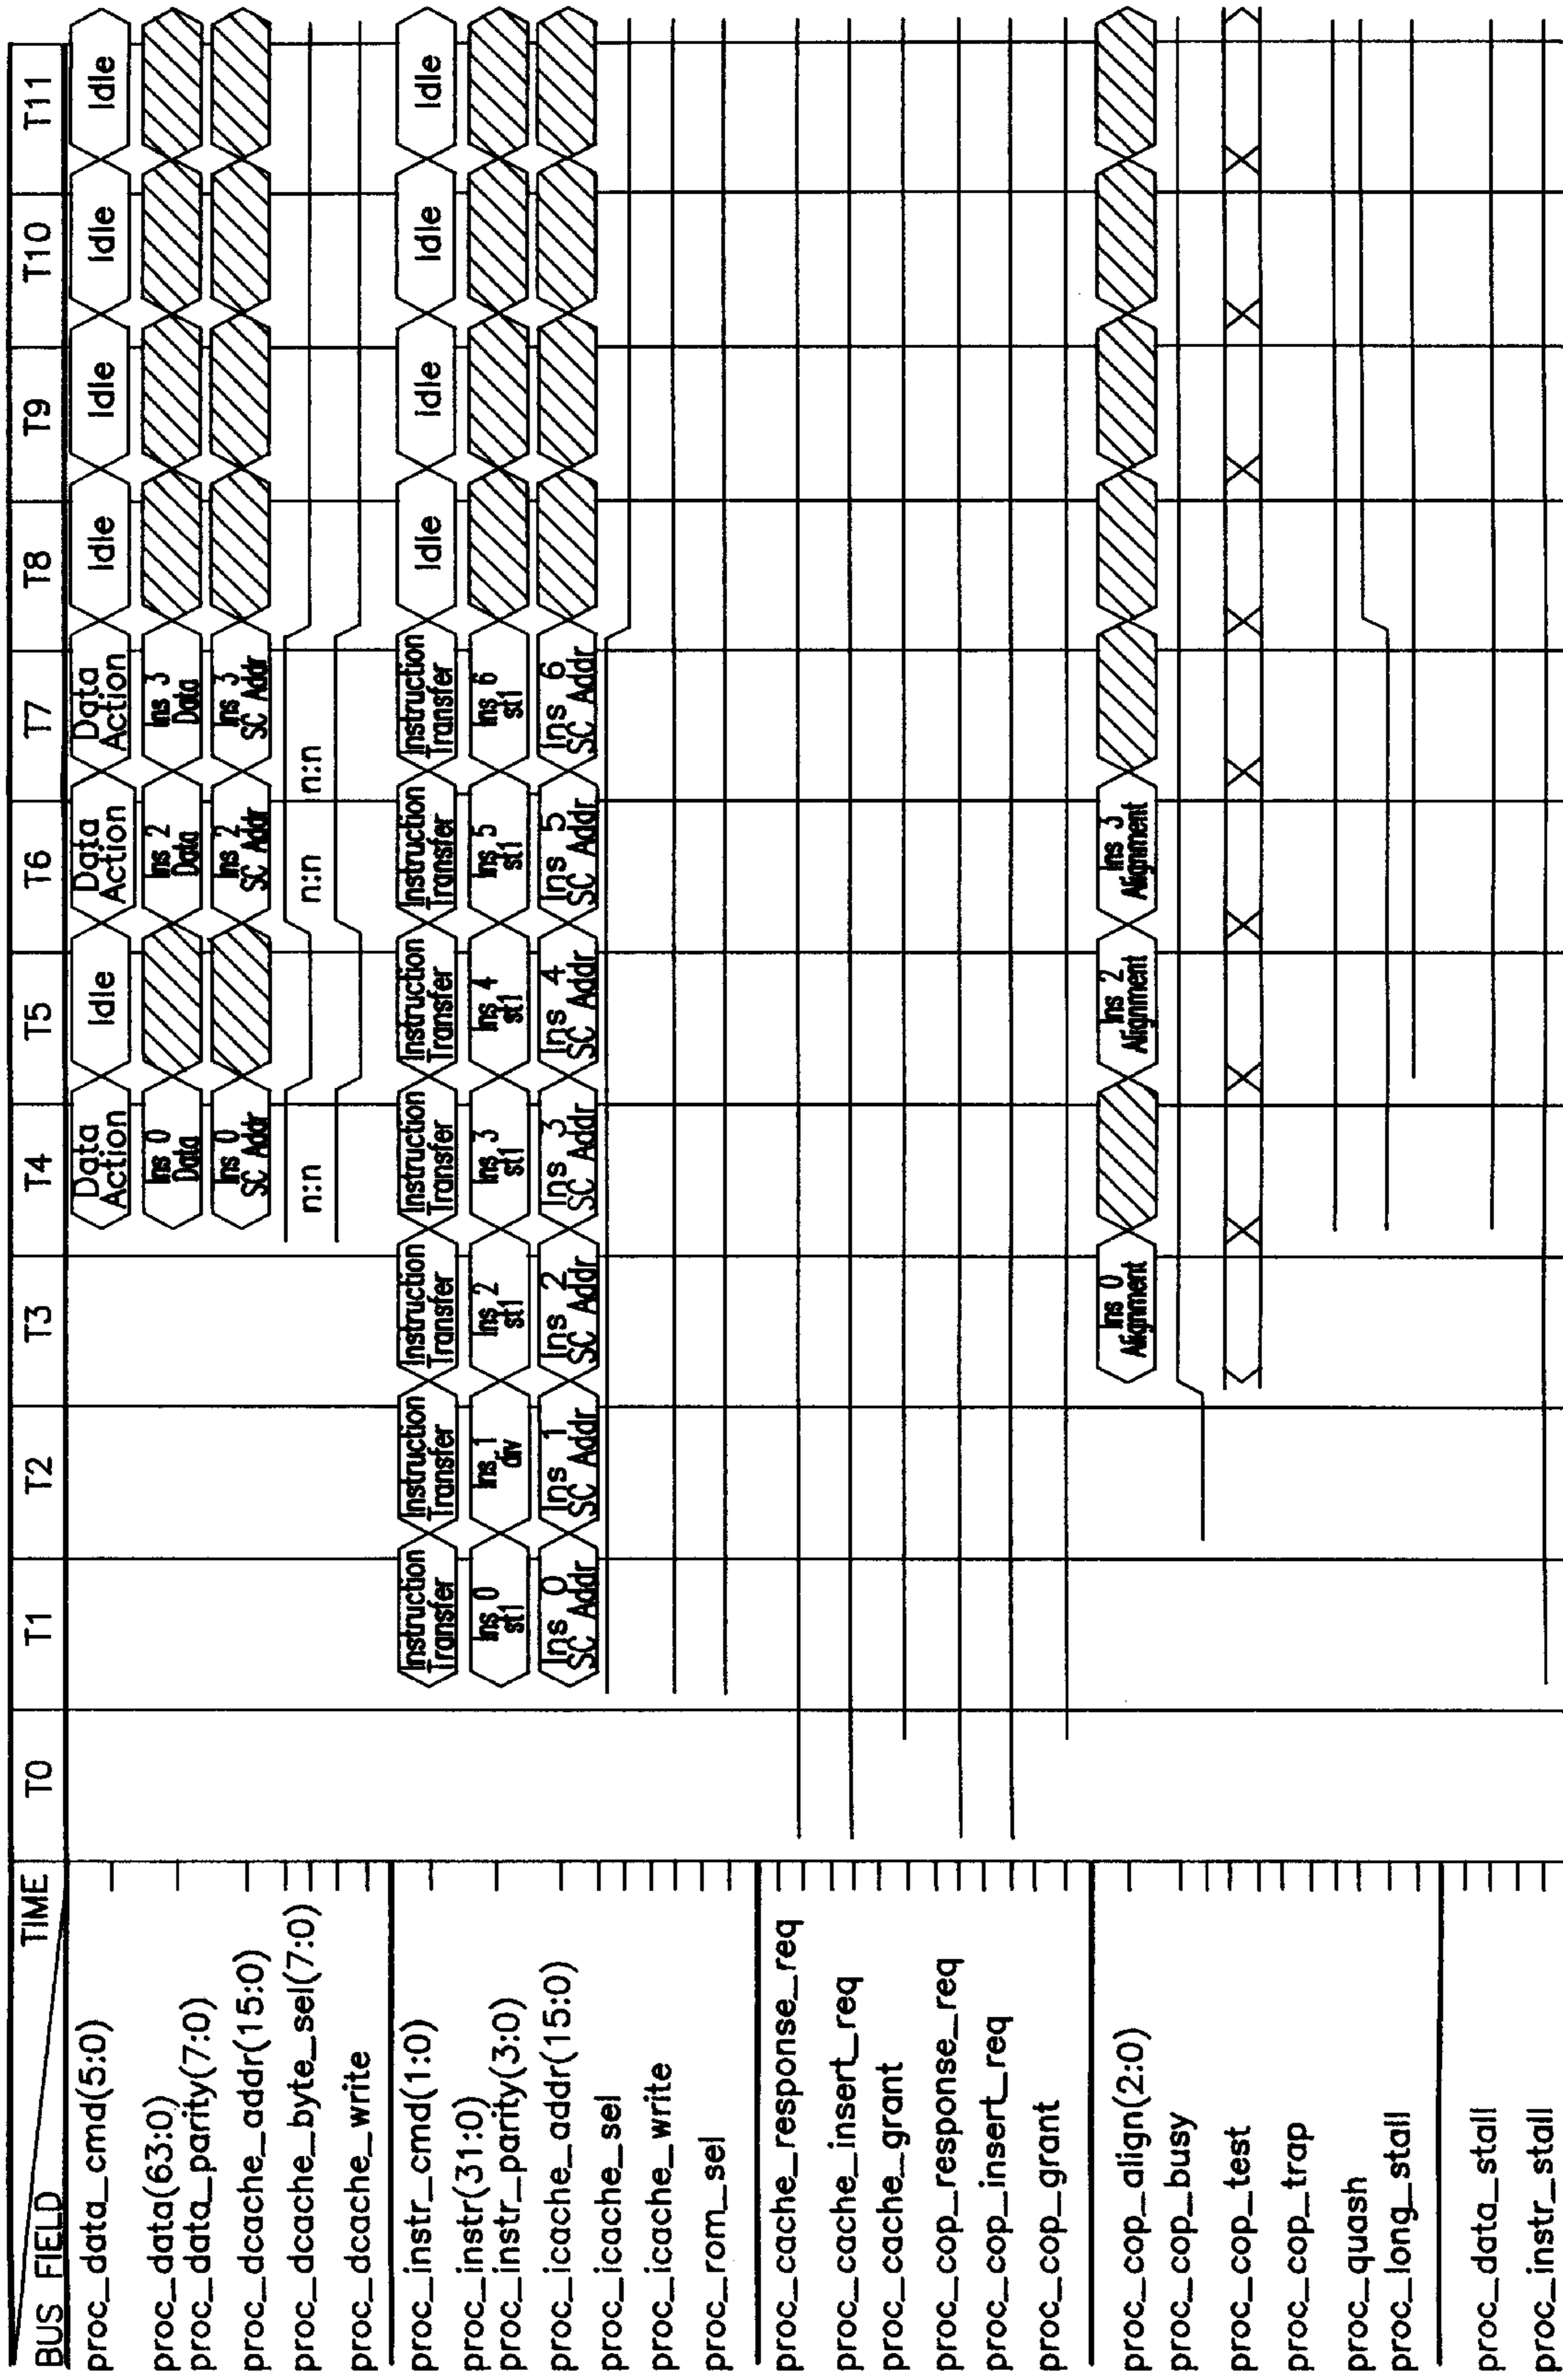 BUS FIELD TIME T0 T1 T2 T3 T4 T5 T6 T7 T8 T9 T10 T11
proc_data_cmd(5:0) Data Action Idle Data Action Data Action Idle Idle Idle Idle
proc_data(63:0) Ins 0 Data Ins 2 Data Ins 3 Data
proc_data_parity(7:0)
proc_dcache_addr(15:0) Ins 0 SC Addr Ins 2 SC Addr Ins 3 SC Addr
proc_dcache_byte_sel(7:0) n:n n:n n:n
proc_dcache_write
proc_instr_cmd(1:0) Instruction Transfer Instruction Transfer Instruction Transfer Instruction Transfer Instruction Transfer Instruction Transfer Instruction Transfer Idle Idle Idle Idle
proc_instr(31:0) Ins 0 st1 Ins 1 div Ins 2 st1 Ins 3 st1 Ins 4 st1 Ins 5 st1 Ins 6 st1
proc_instr_parity(3:0)
proc_icache_addr(15:0) Ins 0 SC Addr Ins 1 SC Addr Ins 2 SC Addr Ins 3 SC Addr Ins 4 SC Addr Ins 5 SC Addr Ins 6 SC Addr
proc_icache_sel
proc_icache_write
proc_rom_sel
proc_cache_response_req
proc_cache_insert_req
proc_cache_grant
proc_cop_response_req
proc_cop_insert_req
proc_cop_grant
proc_cop_align(2:0) Ins 0 Alignment Ins 2 Alignment Ins 3 Alignment
proc_cop_busy
proc_cop_test
proc_cop_trap
proc_quash
proc_long_stall
proc_data_stall
proc_instr_stall